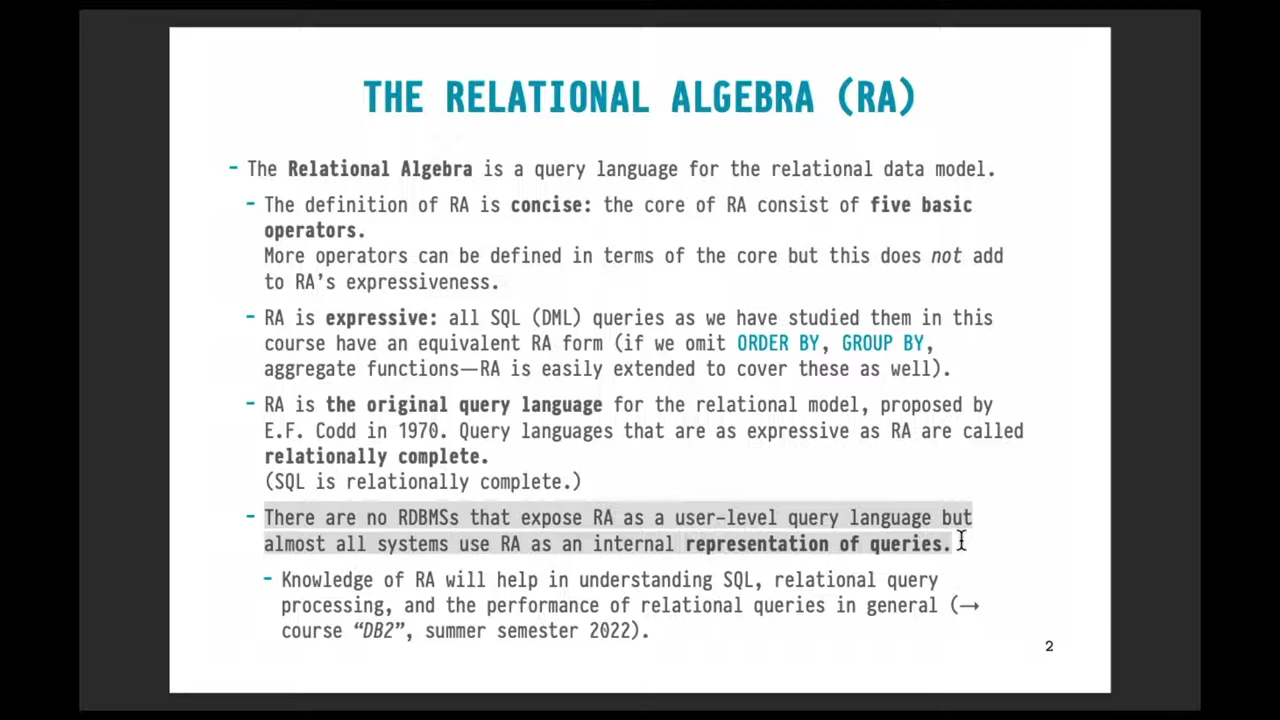 THE RELATIONAL ALGEBRA (RA)
- The Relational Algebra is a query language for the relational data model.
- The definition of RA is concise: the core of RA consist of five basic
operators.
More operators can be defined in terms of the core but this does not add
to RA's expressiveness.
- RA is expressive: all SQL (DML) queries as we have studied them in this
course have an equivalent RA form (if we omit ORDER BY, GROUP BY,
aggregate functions—RA is easily extended to cover these as well).
- RA is the original query language for the relational model, proposed by
E.F. Codd in 1970. Query languages that are as expressive as RA are called
relationally complete.
(SQL is relationally complete.)
- There are no RDBMSs that expose RA as a user-level query language but
almost all systems use RA as an internal representation of queries.
- Knowledge of RA will help in understanding SQL, relational query
processing, and the performance of relational queries in general (→
course “DB2”, summer semester 2022).
2